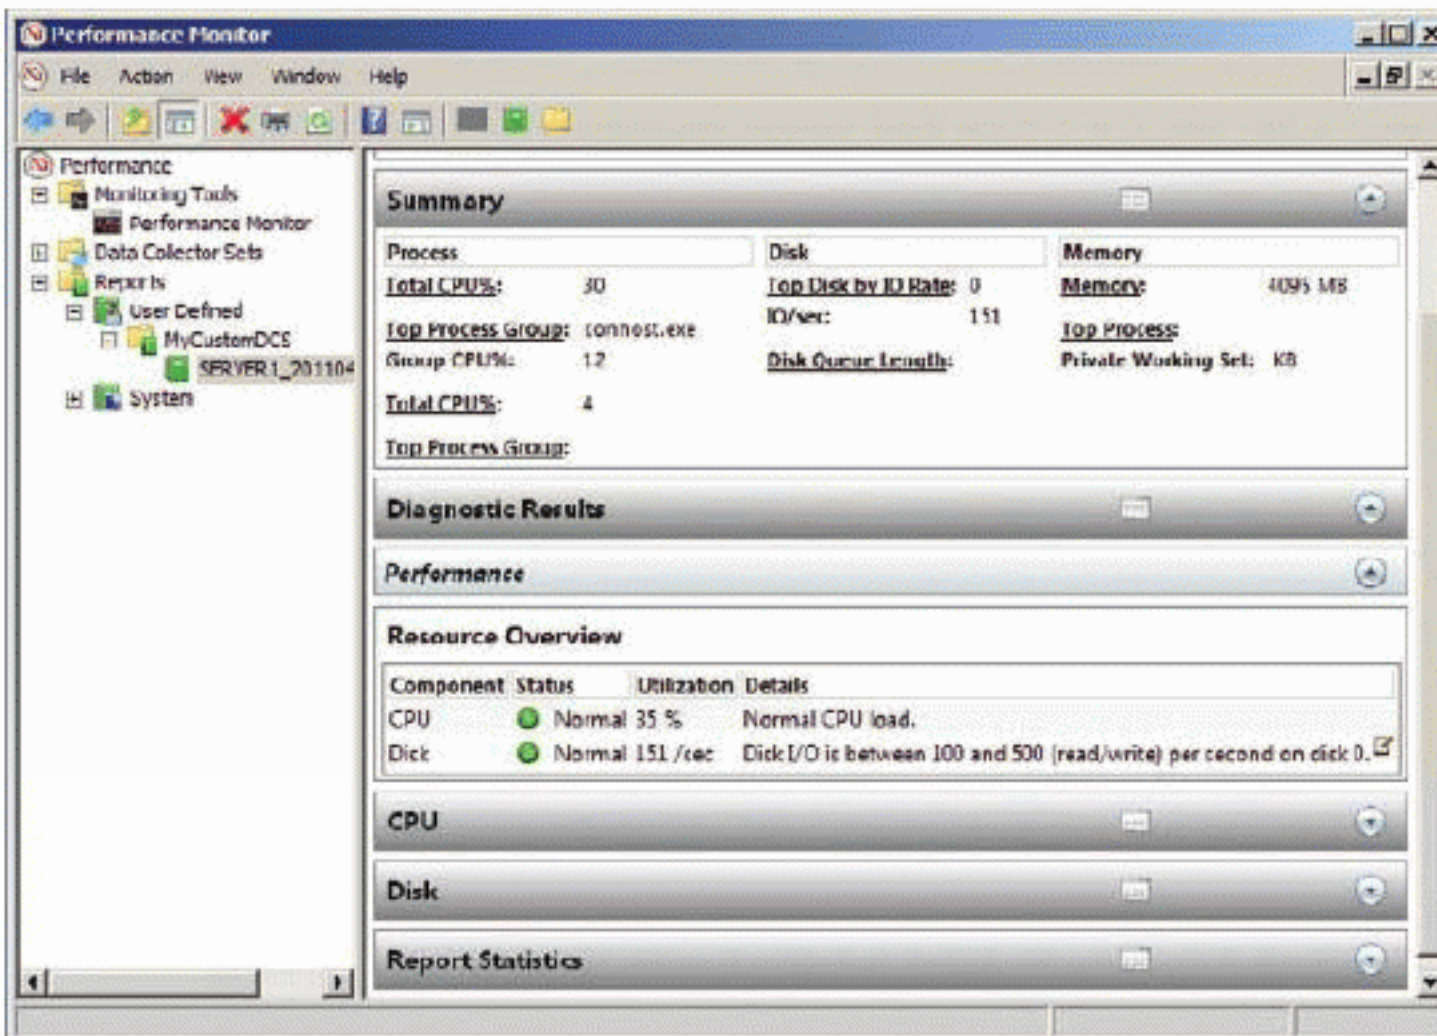 Performance Monitor
File Action View Window Help
Performance
Monitoring Tools
Performance Monitor
Data Collector Sets
Reports
User Defined
MyCustomDCS
SERVER1_201104
System
Summary
Process Disk Memory
Total CPU%: 30 Top Disk by IO Rate: 0 Memory: 4095 MB
Top Process Group: conhost.exe IO/sec: 151 Top Process:
Group CPU%: 12 Disk Queue Length: Private Working Set: KB
Total CPU%: 4
Top Process Group:
Diagnostic Results
Performance
Resource Overview
Component Status Utilization Details
CPU Normal 35 % Normal CPU load.
Disk Normal 151 /sec Disk I/O is between 100 and 500 (read/write) per second on disk 0.
CPU
Disk
Report Statistics